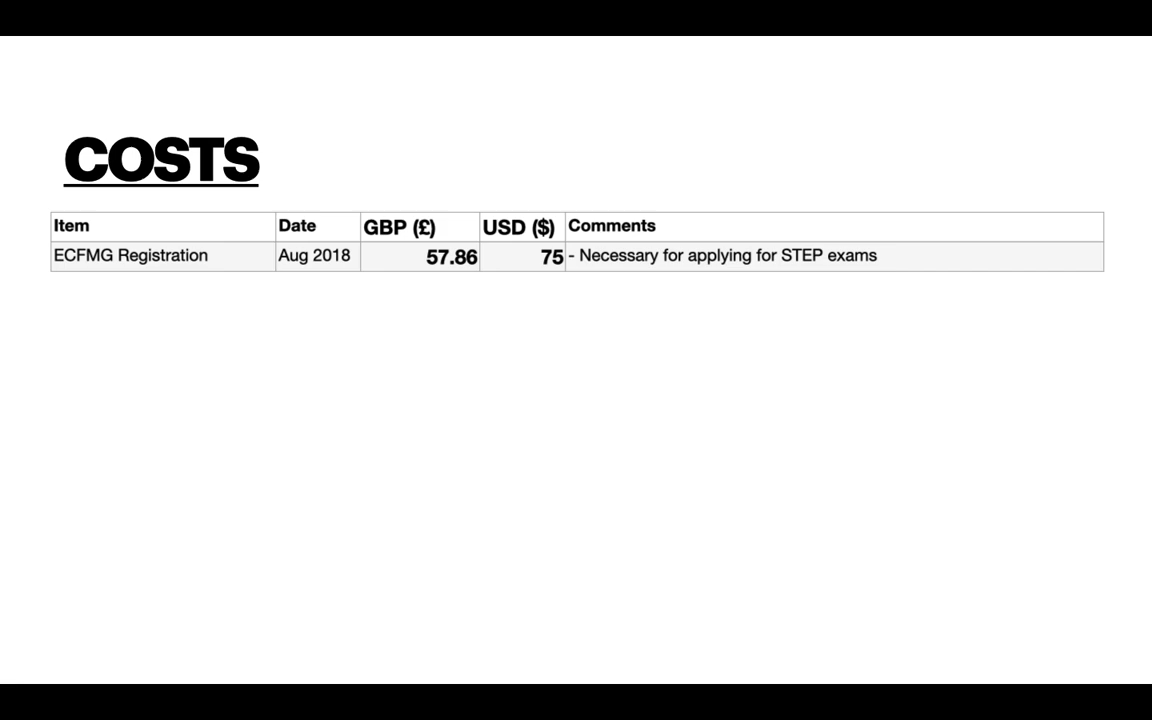 COSTS
Item Date GBP (£) USD ($) Comments
ECFMG Registration Aug 2018 57.86 75 - Necessary for applying for STEP exams